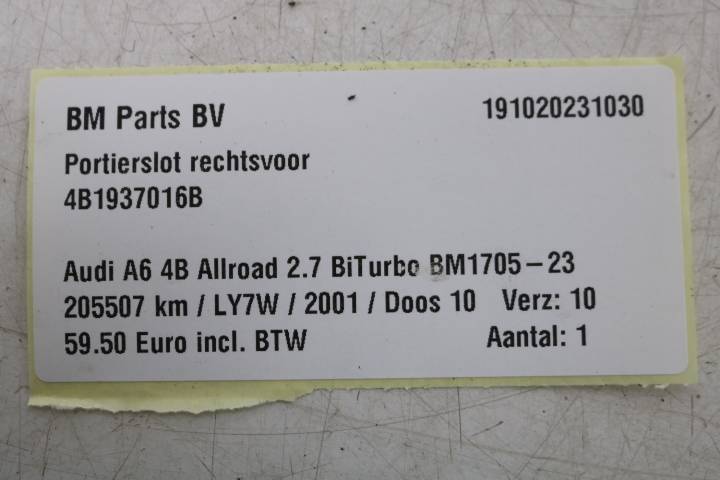 BM Parts BV 191020231030
Portierslot rechtsvoor
4B1937016B
Audi A6 4B Allroad 2.7 BiTurbo BM1705-23
205507 km / LY7W / 2001 / Doos 10 Verz: 10
59.50 Euro incl. BTW Aantal: 1